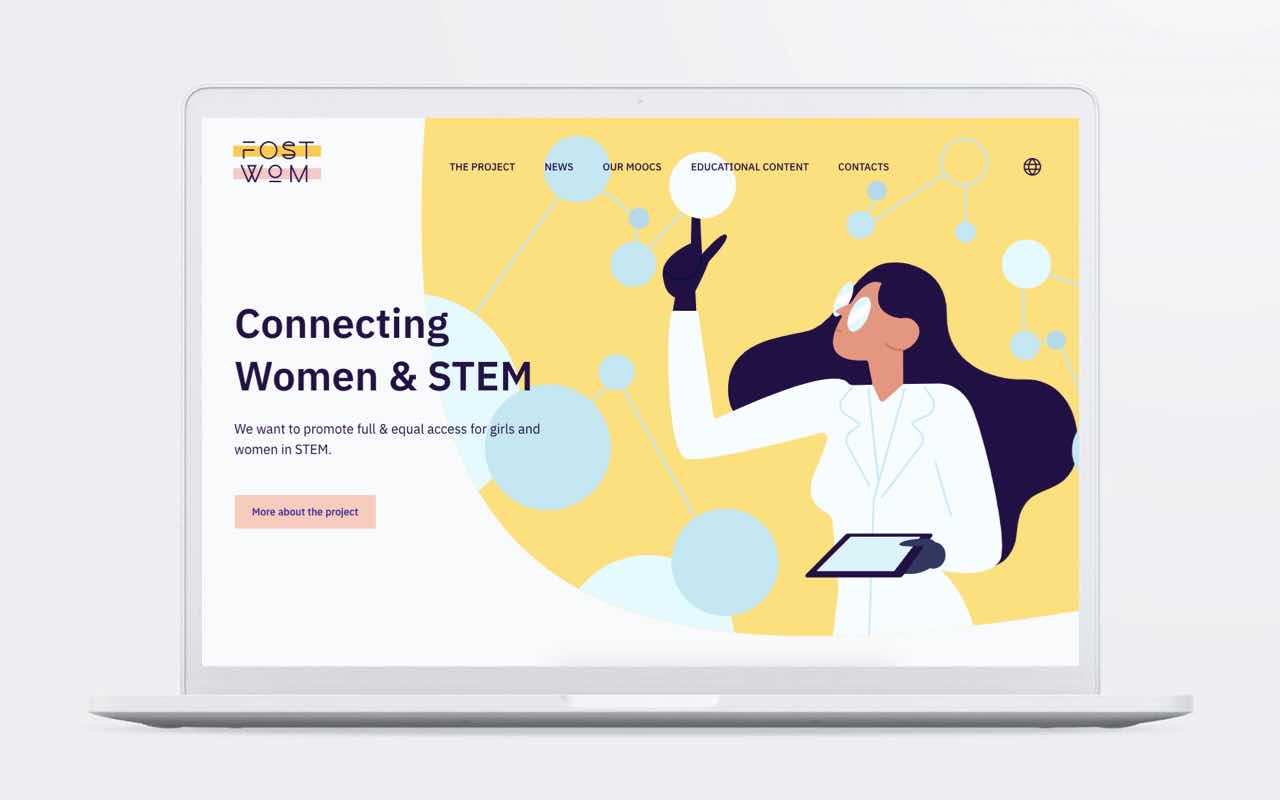 FOST
WOM
THE PROJECT NEWS OUR MOOCS EDUCATIONAL CONTENT CONTACTS
Connecting
Women & STEM
We want to promote full & equal access for girls and
women in STEM.
More about the project